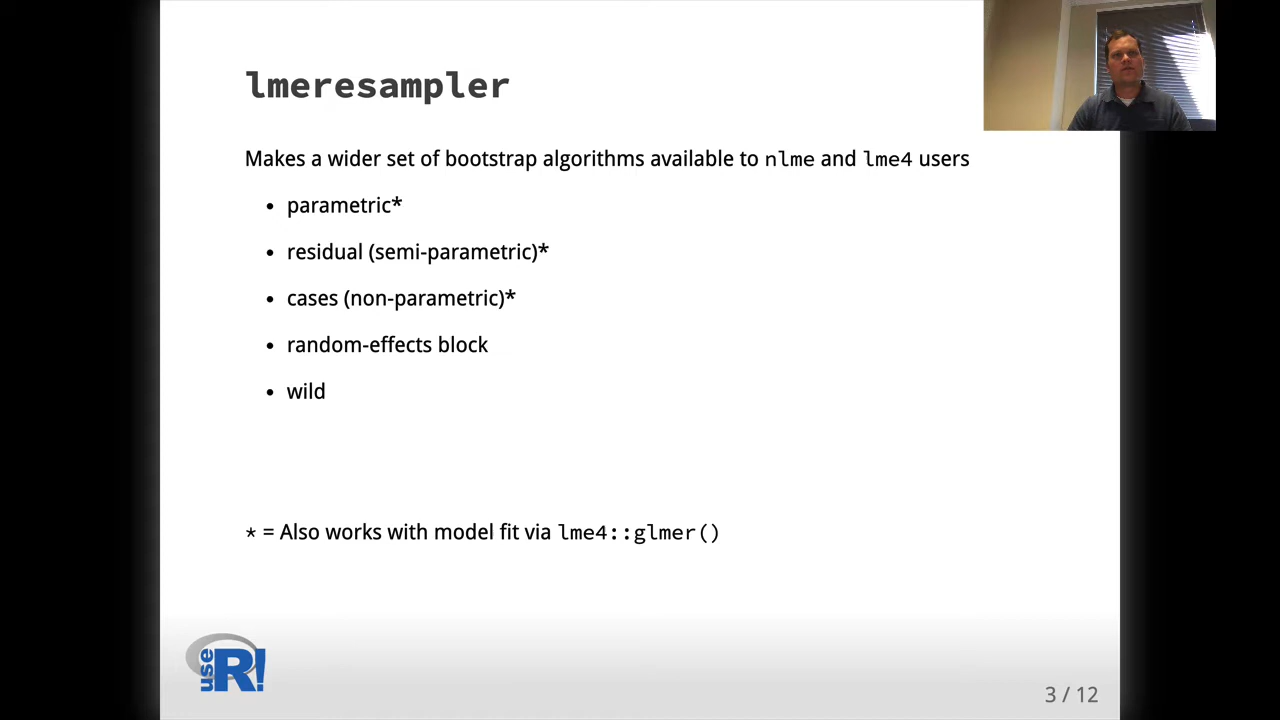 lmeresampler
Makes a wider set of bootstrap algorithms available to nlme and lme4 users
• parametric*
• residual (semi-parametric)*
• cases (non-parametric)*
• random-effects block
• wild
* = Also works with model fit via lme4::glmer()
use R!
3 / 12